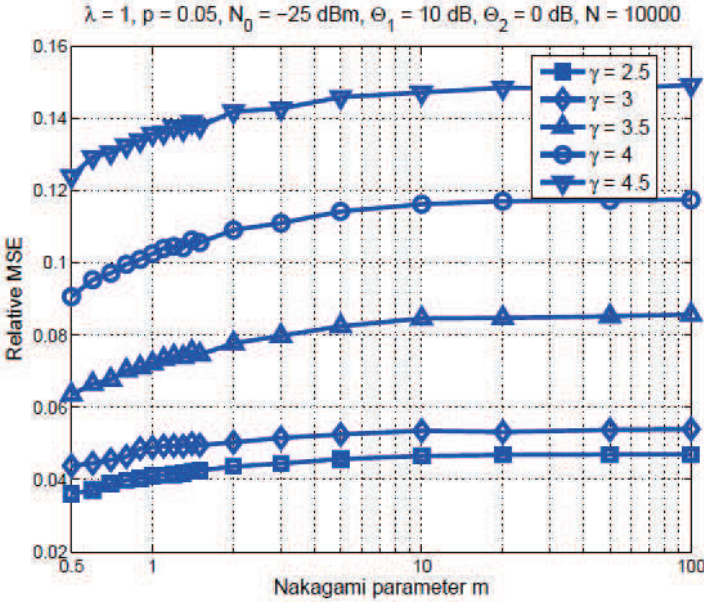 λ = 1, p = 0.05, N0 = −25 dBm, Θ1 = 10 dB, Θ2 = 0 dB, N = 10000
0.16
0.14
0.12
0.1
0.08
0.06
0.04
0.02
Relative MSE
γ = 2.5
γ = 3
γ = 3.5
γ = 4
γ = 4.5
0.5 1 10 100
Nakagami parameter m